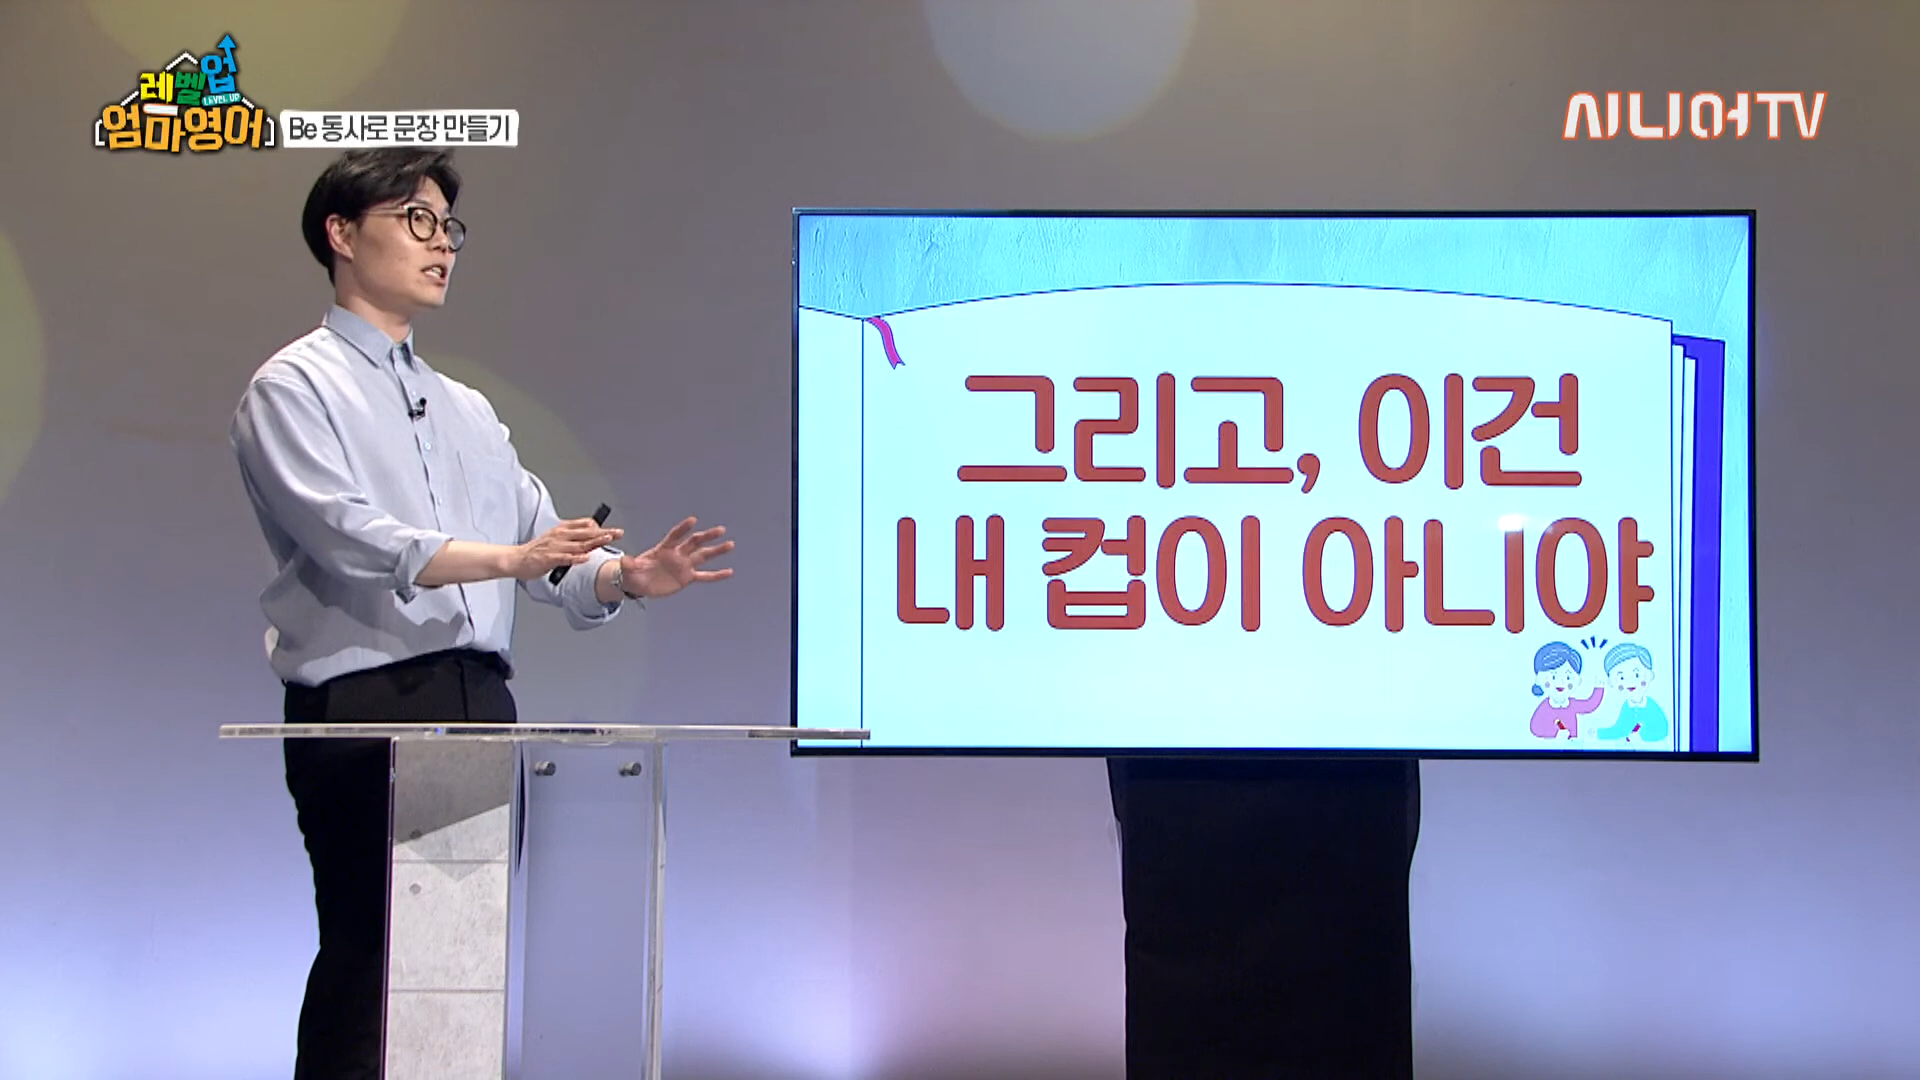 레벨업
LEVEL UP
엄마영어
Be 동사로 문장 만들기
시니어TV
그리고, 이건
내 컵이 아니야